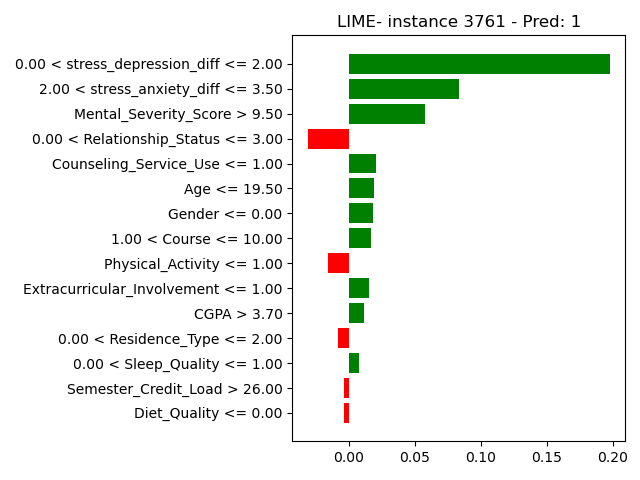 LIME- instance 3761 - Pred: 1
0.00 < stress_depression_diff <= 2.00
2.00 < stress_anxiety_diff <= 3.50
Mental_Severity_Score > 9.50
0.00 < Relationship_Status <= 3.00
Counseling_Service_Use <= 1.00
Age <= 19.50
Gender <= 0.00
1.00 < Course <= 10.00
Physical_Activity <= 1.00
Extracurricular_Involvement <= 1.00
CGPA > 3.70
0.00 < Residence_Type <= 2.00
0.00 < Sleep_Quality <= 1.00
Semester_Credit_Load > 26.00
Diet_Quality <= 0.00
0.00 0.05 0.10 0.15 0.20